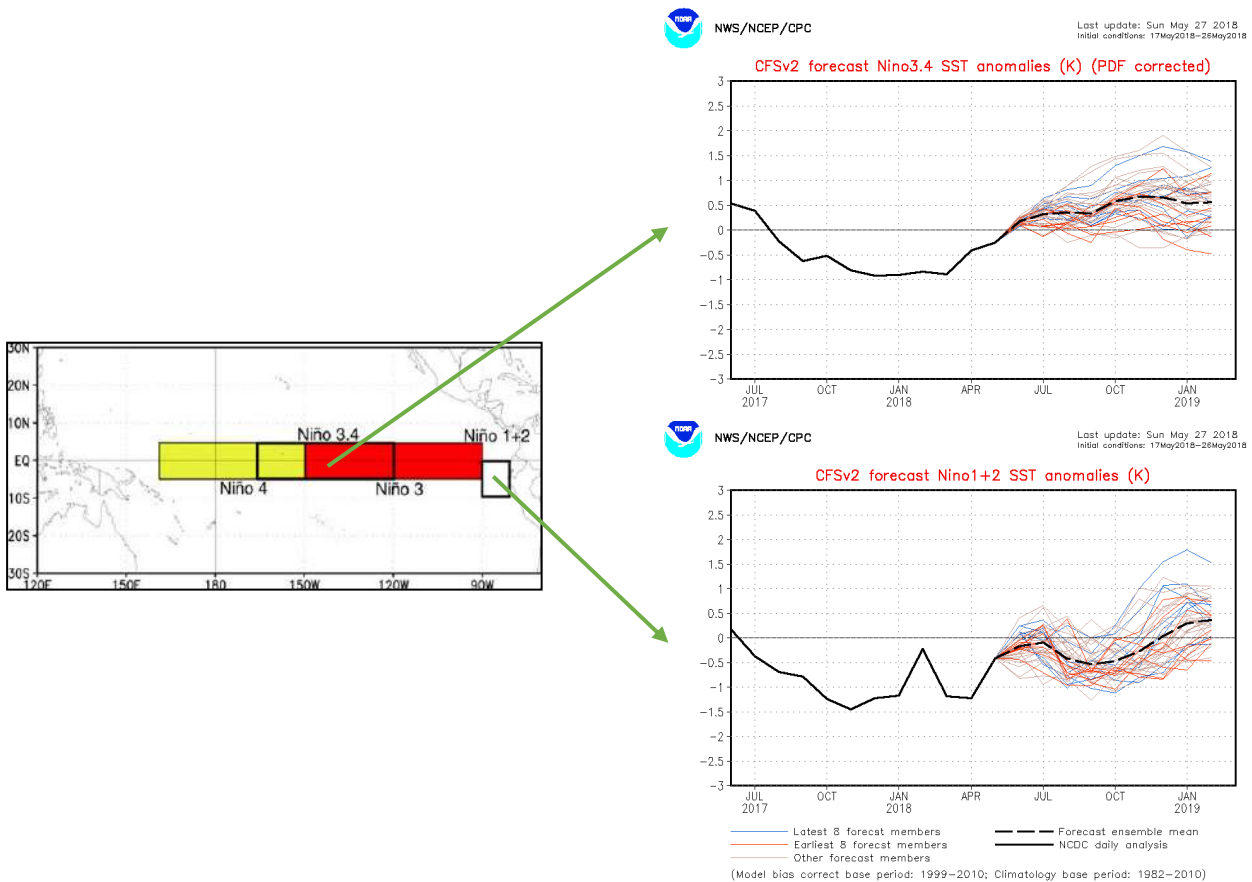 NOAA
NWS/NCEP/CPC
Last update: Sun May 27 2018
Initial conditions: 17May2018-26May2018
CFSv2 forecast Nino3.4 SST anomalies (K) (PDF corrected)
3
2.5
2
1.5
1
0.5
0
-0.5
-1
-1.5
-2
-2.5
-3
JUL OCT JAN APR JUL OCT JAN
2017 2018 2019
30N
20N
10N
EQ
10S
20S
30S
120E 150E 180 150W 120W 90W
Niño 3.4
Niño 1+2
Niño 4
Niño 3
NOAA
NWS/NCEP/CPC
Last update: Sun May 27 2018
Initial conditions: 17May2018-26May2018
CFSv2 forecast Nino1+2 SST anomalies (K)
3
2.5
2
1.5
1
0.5
0
-0.5
-1
-1.5
-2
-2.5
-3
JUL OCT JAN APR JUL OCT JAN
2017 2018 2019
Latest 8 forecst members
Earliest 8 forecst members
Other forecast members
Forecast ensemble mean
NCDC daily analysis
(Model bias correct base period: 1999-2010; Climatology base period: 1982-2010)